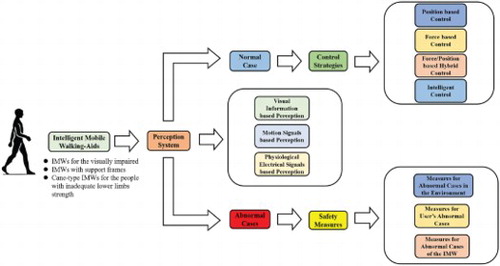 Position based
Control
Force based
Control
Force/Position
based Hybrid
Control
Intelligent
Control
Normal
Case
Control
Strategies
Visual
Information
based Perception
Motion Signals
based Perception
Physiological
Electrical Signals
based Perception
Intelligent Mobile
Walking-Aids
Perception
System
● IMWs for the visually impaired
● IMWs with support frames
● Cane-type IMWs for the people
with inadequate lower limbs
strength
Abnormal
Cases
Safety
Measures
Measures for
Abnormal Cases in
the Environment
Measures for
User's Abnormal
Cases
Measures for
Abnormal Cases
of the IMW